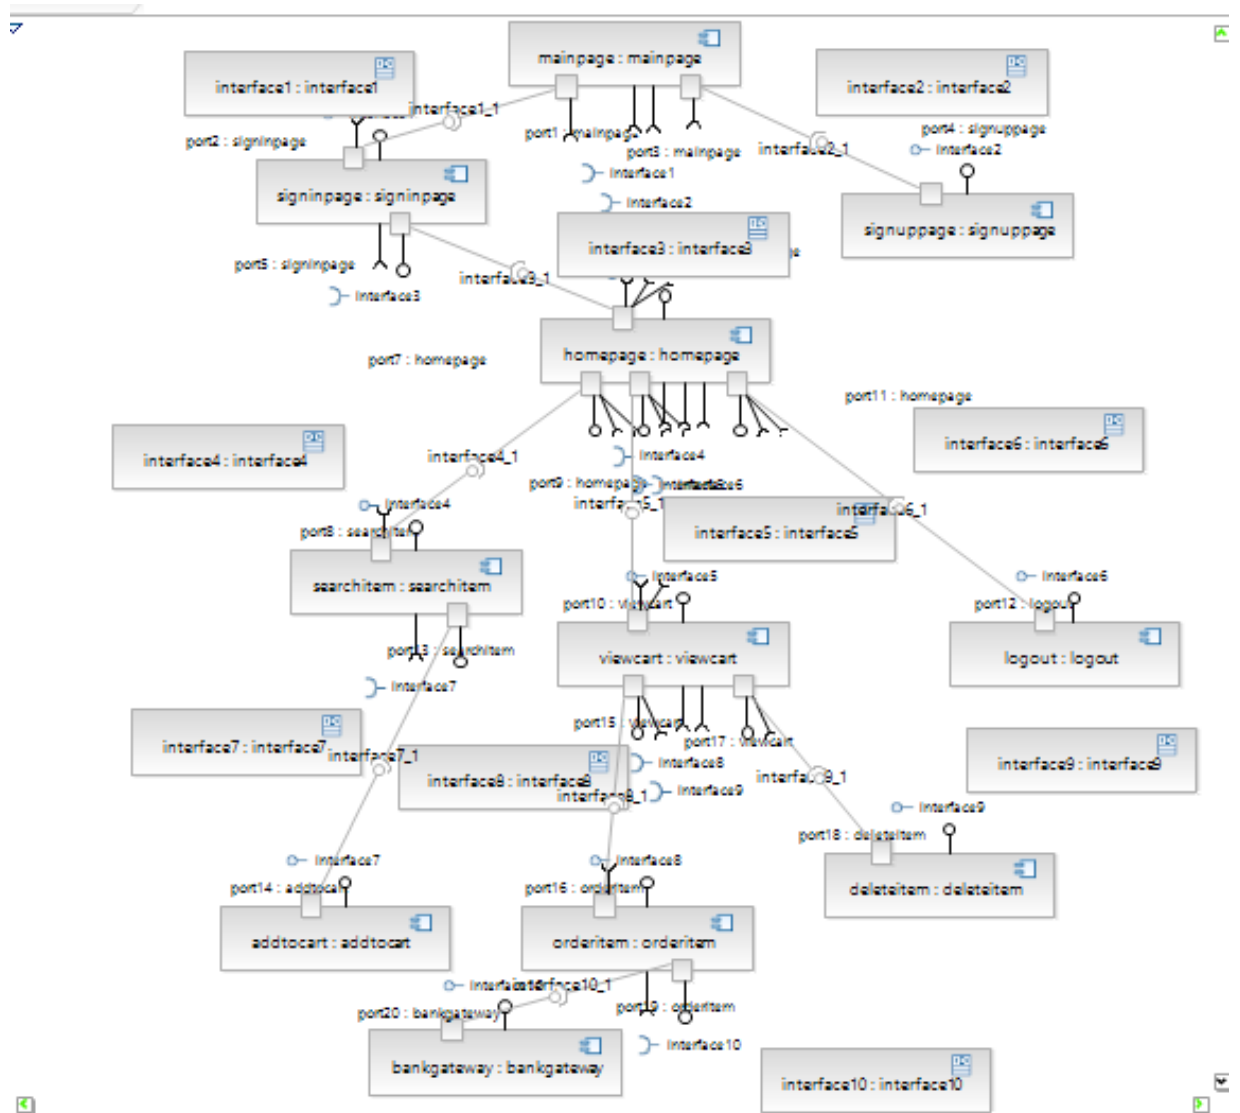 mainpage : mainpage
interface1 : interface1
interface2 : interface2
interface1_1
port1 : mainpage
port2 : signinpage
port3 : mainpage
interface2_1
port4 : signuppage
Interface2
Interface1
Interface2
signinpage : signinpage
signuppage : signuppage
interface3 : interface3
port5 : signinpage
Interface3
homepage : homepage
port7 : homepage
port11 : homepage
interface4 : interface4
interface6 : interface6
interface4_1
Interface4
port9 : homepage
Interface4
interface5_1
interface6_1
interface5 : interface5
port8 : searchitem
searchitem : searchitem
Interface5
port10 : viewcart
Interface6
port12 : logout
viewcart : viewcart
logout : logout
port13 : searchitem
Interface7
interface7 : interface7
interface7_1
port15 : viewcart
port17 : viewcart
interface8 : interface8
Interface8
Interface9
interface8_1
interface9_1
interface9 : interface9
Interface9
port18 : deleteitem
deleteitem : deleteitem
Interface7
port14 : addtocart
addtocart : addtocart
Interface8
port16 : orderitem
orderitem : orderitem
interface10_1
port20 : bankgateway
port19 : orderitem
Interface10
bankgateway : bankgateway
interface10 : interface10